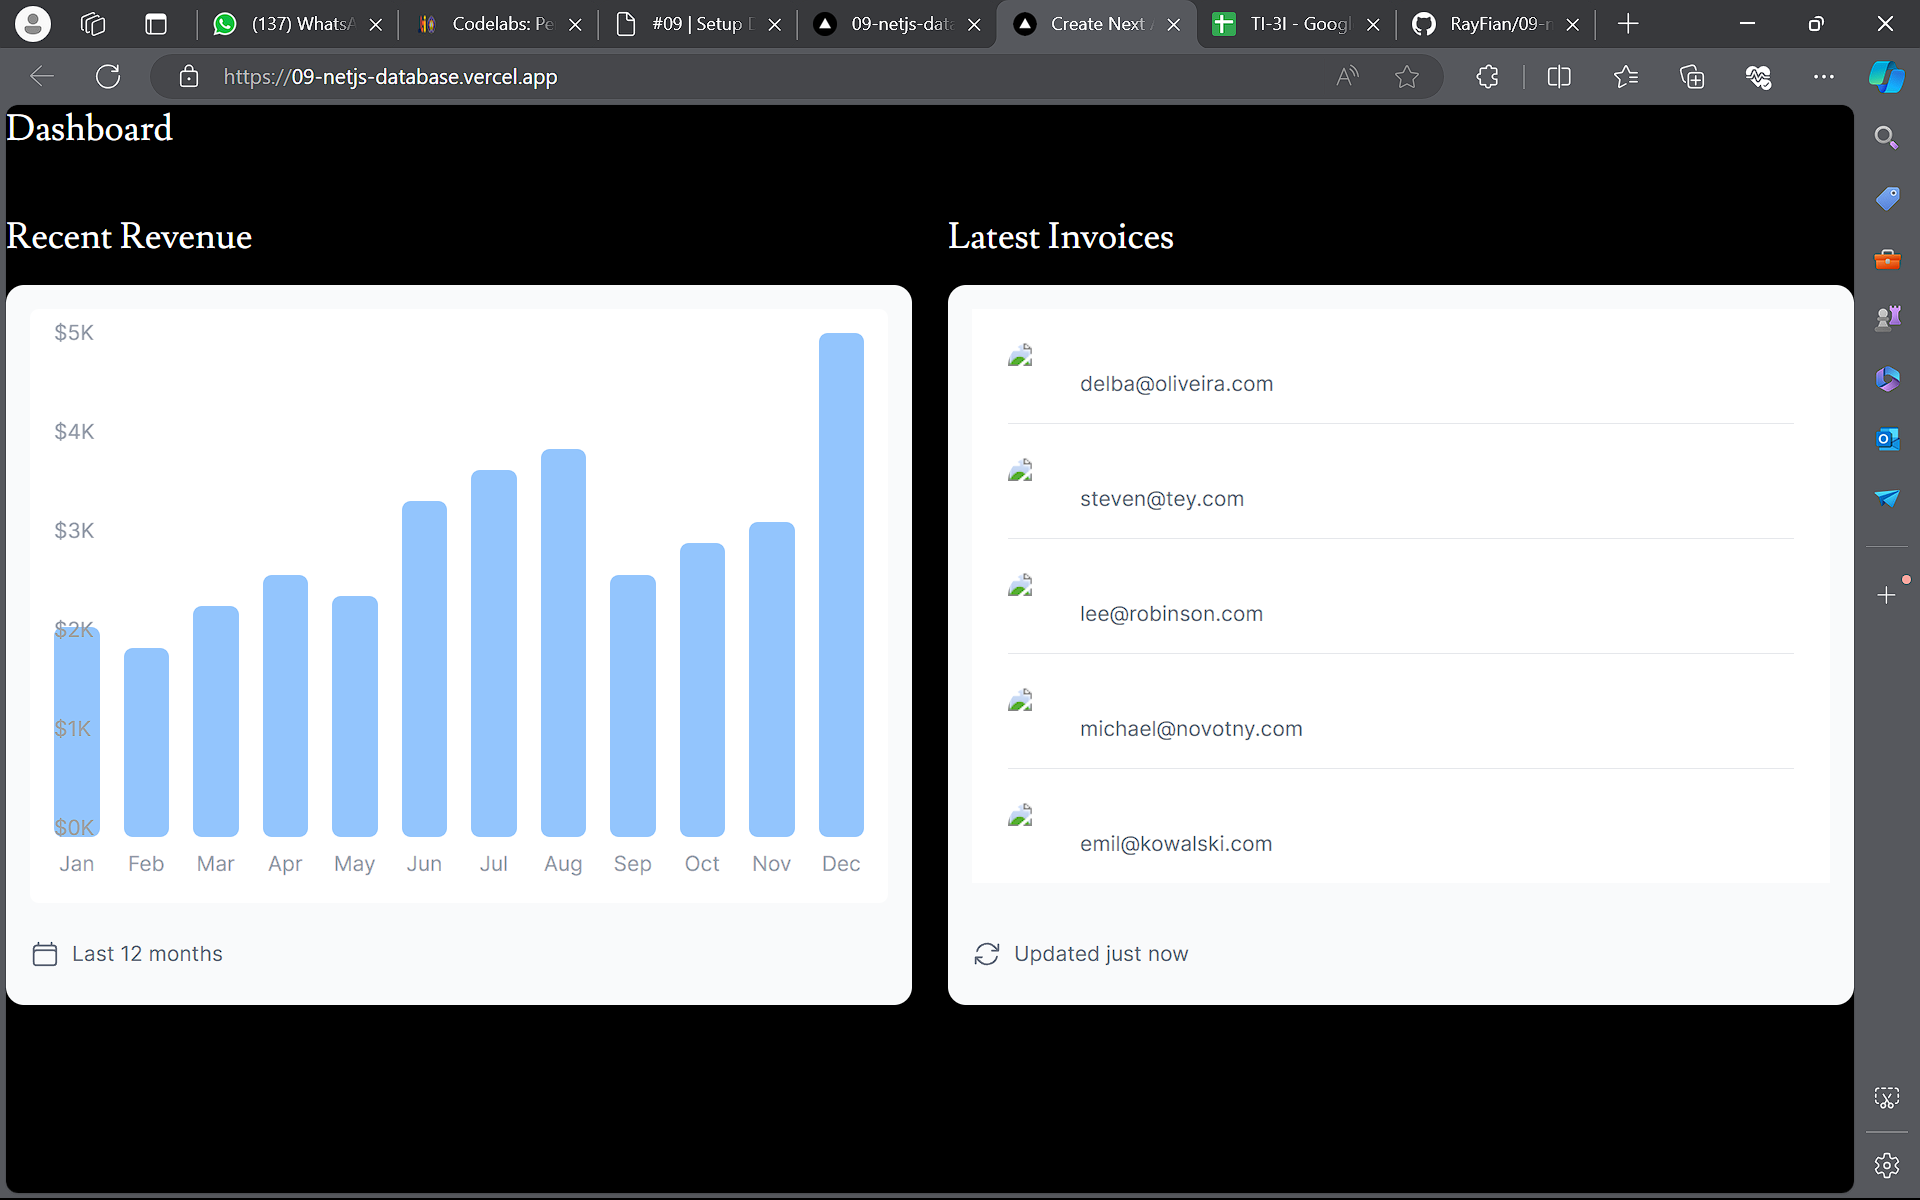 (137) WhatsA
Codelabs: Pe
#09 | Setup D
09-netjs-data
Create Next A
TI-3I - Googl
RayFian/09-n
https://09-netjs-database.vercel.app
Dashboard
Recent Revenue
$5K
$4K
$3K
$2K
$1K
$0K
Jan Feb Mar Apr May Jun Jul Aug Sep Oct Nov Dec
Last 12 months
Latest Invoices
delba@oliveira.com
steven@tey.com
lee@robinson.com
michael@novotny.com
emil@kowalski.com
Updated just now